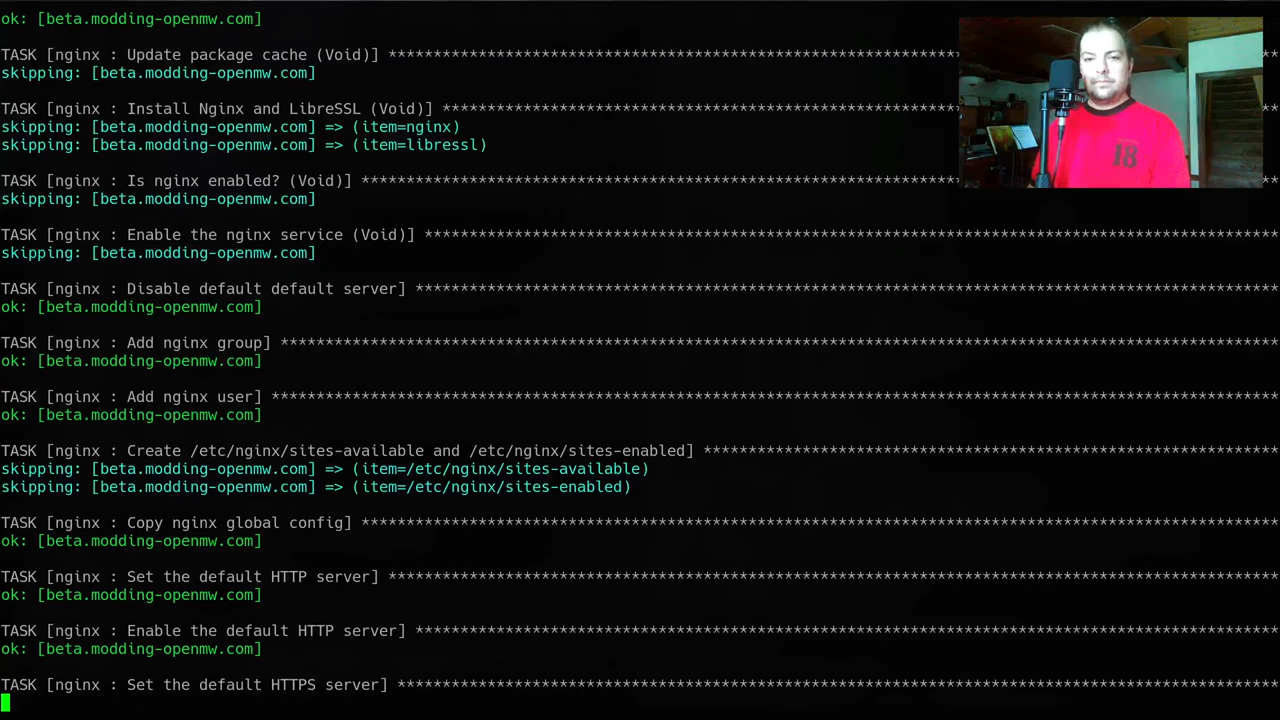 ok: [beta.modding-openmw.com]
TASK [nginx : Update package cache (Void)] ***************************************************************
skipping: [beta.modding-openmw.com]
TASK [nginx : Install Nginx and LibreSSL (Void)] *********************************************************
skipping: [beta.modding-openmw.com] => (item=nginx)
skipping: [beta.modding-openmw.com] => (item=libressl)
18
TASK [nginx : Is nginx enabled? (Void)] ******************************************************************
skipping: [beta.modding-openmw.com]
TASK [nginx : Enable the nginx service (Void)] ***********************************************************************************************
skipping: [beta.modding-openmw.com]
TASK [nginx : Disable default default server] ************************************************************************************************
ok: [beta.modding-openmw.com]
TASK [nginx : Add nginx group] ***************************************************************************************************************
ok: [beta.modding-openmw.com]
TASK [nginx : Add nginx user] ****************************************************************************************************************
ok: [beta.modding-openmw.com]
TASK [nginx : Create /etc/nginx/sites-available and /etc/nginx/sites-enabled] ****************************************************************
skipping: [beta.modding-openmw.com] => (item=/etc/nginx/sites-available)
skipping: [beta.modding-openmw.com] => (item=/etc/nginx/sites-enabled)
TASK [nginx : Copy nginx global config] ******************************************************************************************************
ok: [beta.modding-openmw.com]
TASK [nginx : Set the default HTTP server] ***************************************************************************************************
ok: [beta.modding-openmw.com]
TASK [nginx : Enable the default HTTP server] ************************************************************************************************
ok: [beta.modding-openmw.com]
TASK [nginx : Set the default HTTPS server] **************************************************************************************************